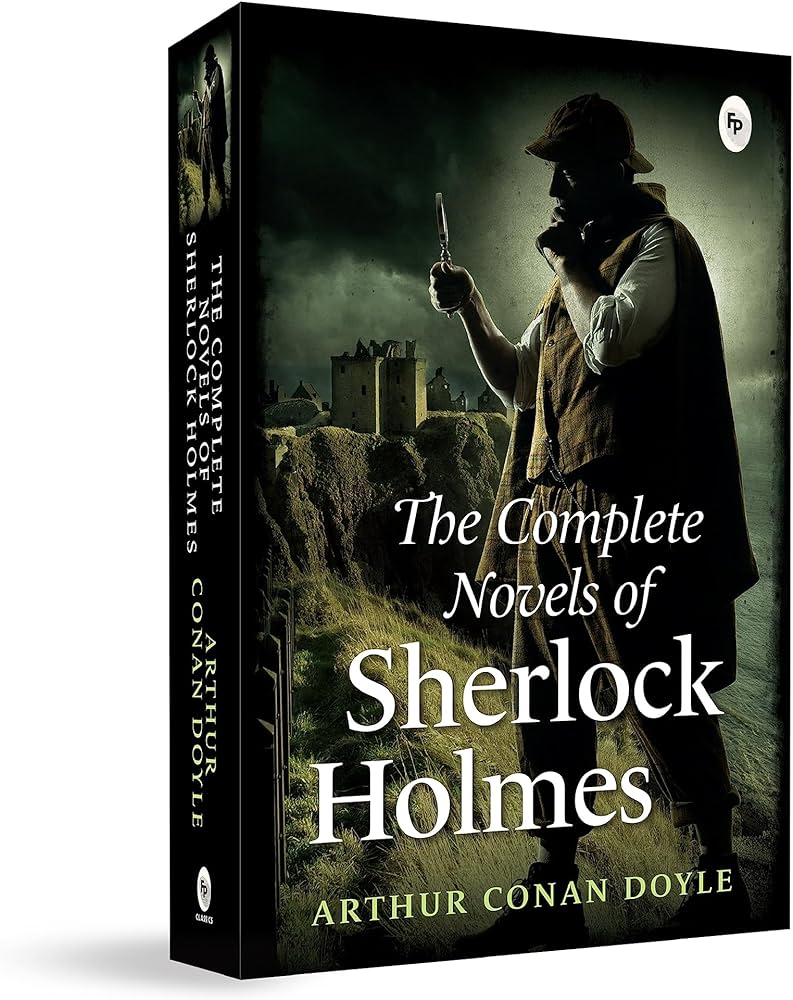 THE COMPLETE
NOVELS OF
SHERLOCK HOLMES
ARTHUR
CONAN DOYLE
FP
CLASSICS
FP
The Complete
Novels of
Sherlock
Holmes
ARTHUR CONAN DOYLE